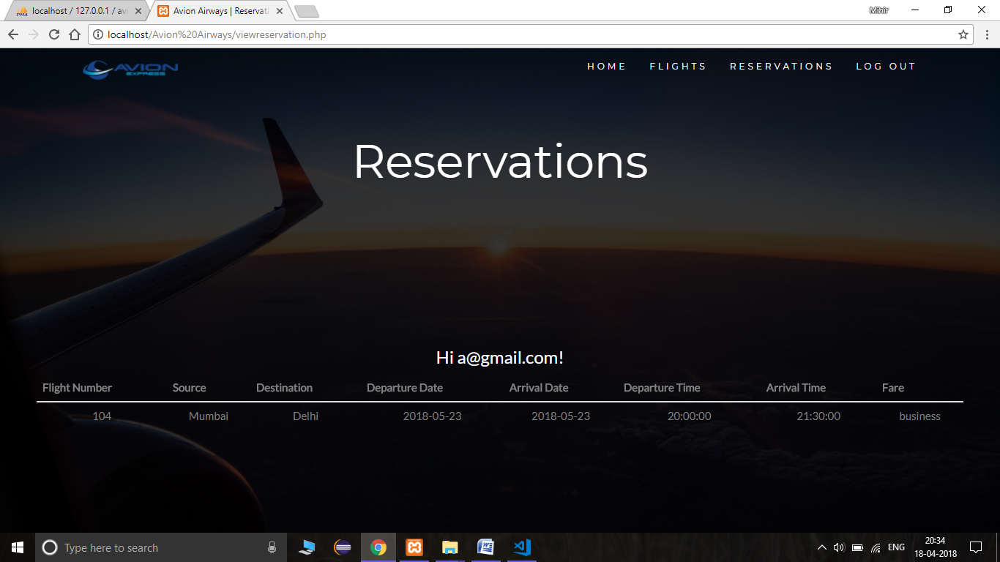 localhost / 127.0.0.1 / avi
Avion Airways | Reservati
Mihir
localhost/Avion%20Airways/viewreservation.php
AVION
EXPRESS
HOME FLIGHTS RESERVATIONS LOG OUT
Reservations
Hi a@gmail.com!
Flight Number Source Destination Departure Date Arrival Date Departure Time Arrival Time Fare
104 Mumbai Delhi 2018-05-23 2018-05-23 20:00:00 21:30:00 business
Type here to search
ENG
20:34
18-04-2018